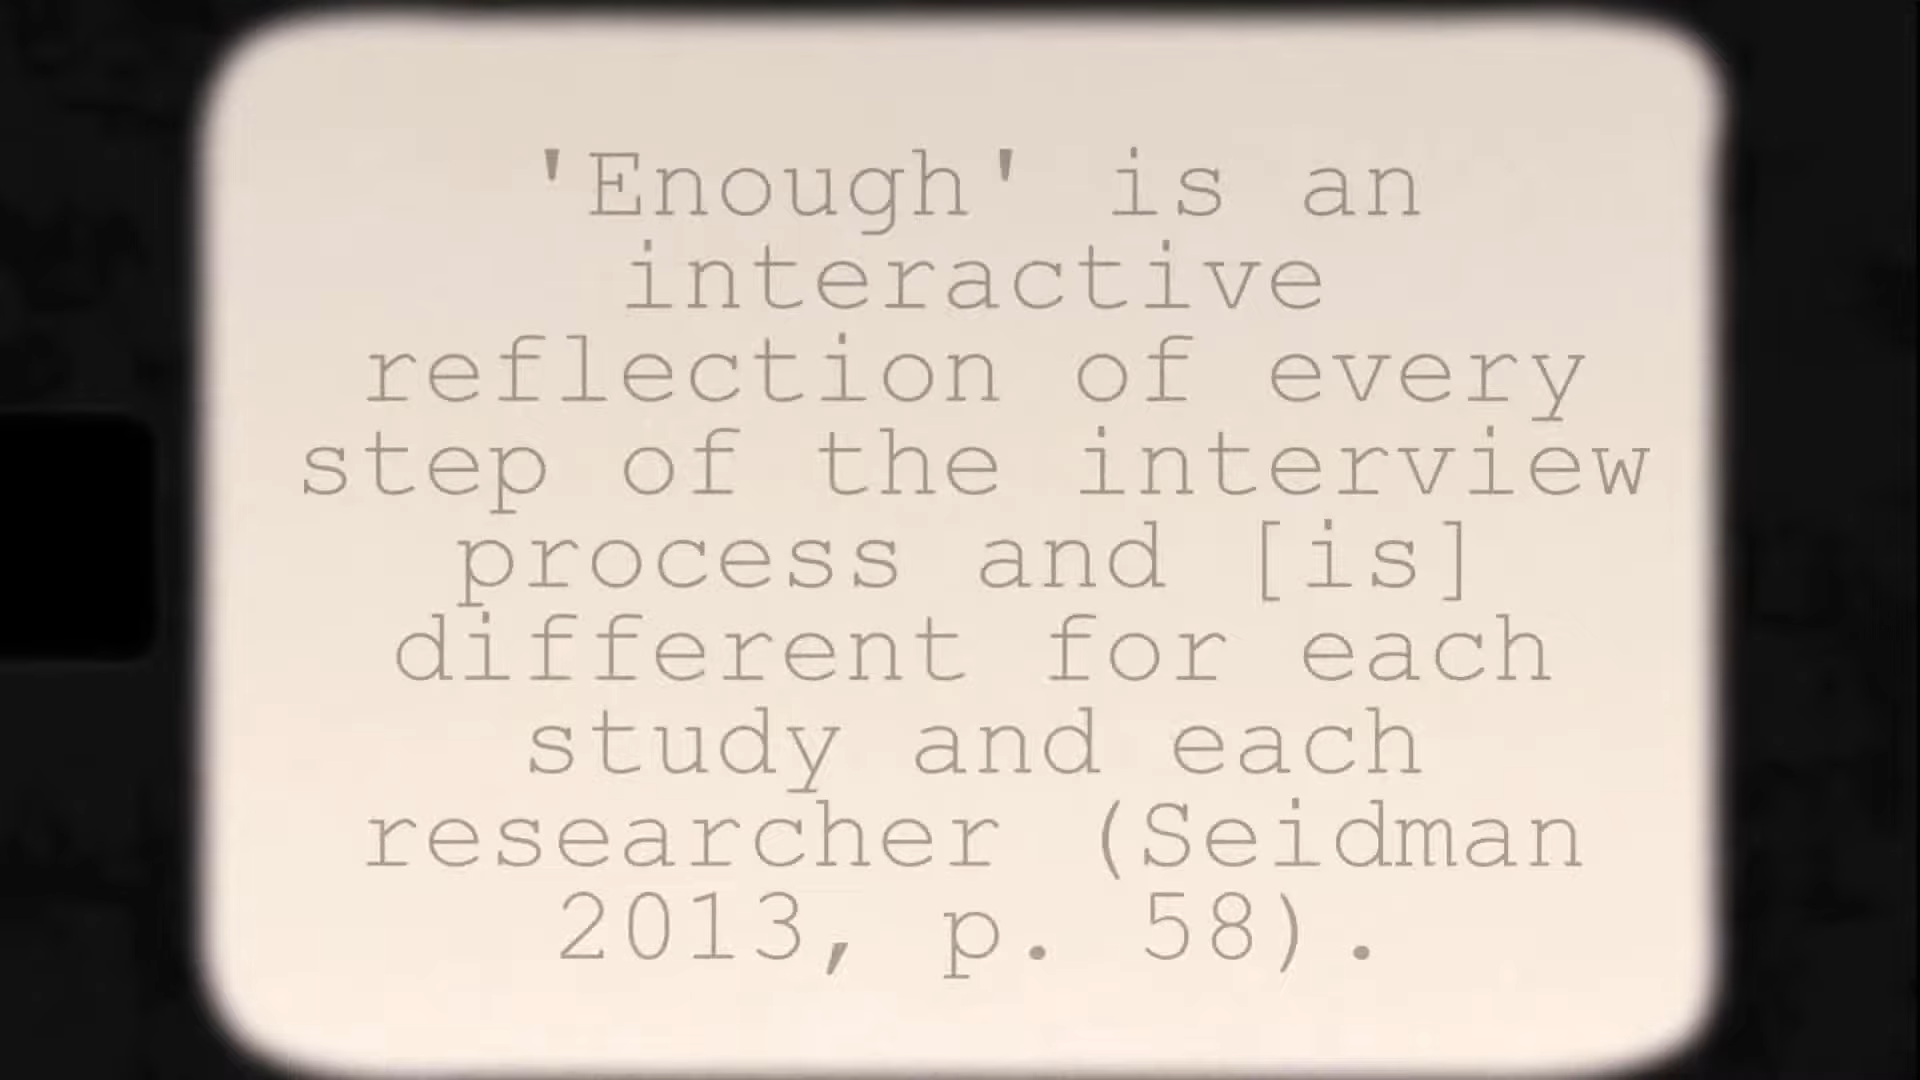 'Enough' is an
interactive
reflection of every
step of the interview
process and [is]
different for each
study and each
researcher (Seidman
2013, p. 58).